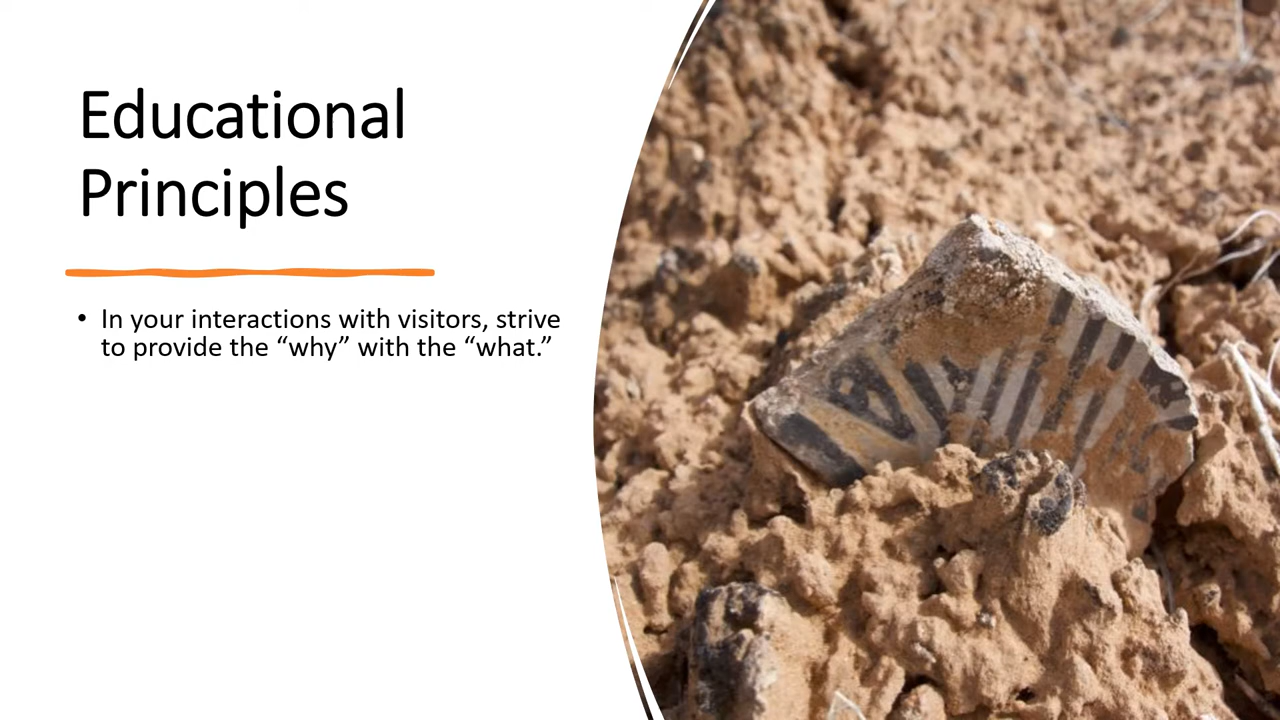 Educational
Principles
• In your interactions with visitors, strive
to provide the “why” with the “what.”